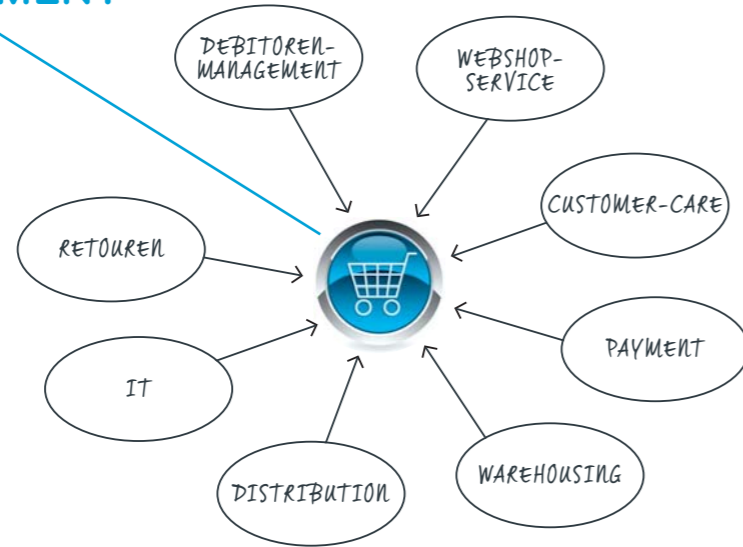 DEBITOREN-
MANAGEMENT
WEBSHOP-
SERVICE
CUSTOMER-CARE
RETOUREN
PAYMENT
IT
WAREHOUSING
DISTRIBUTION